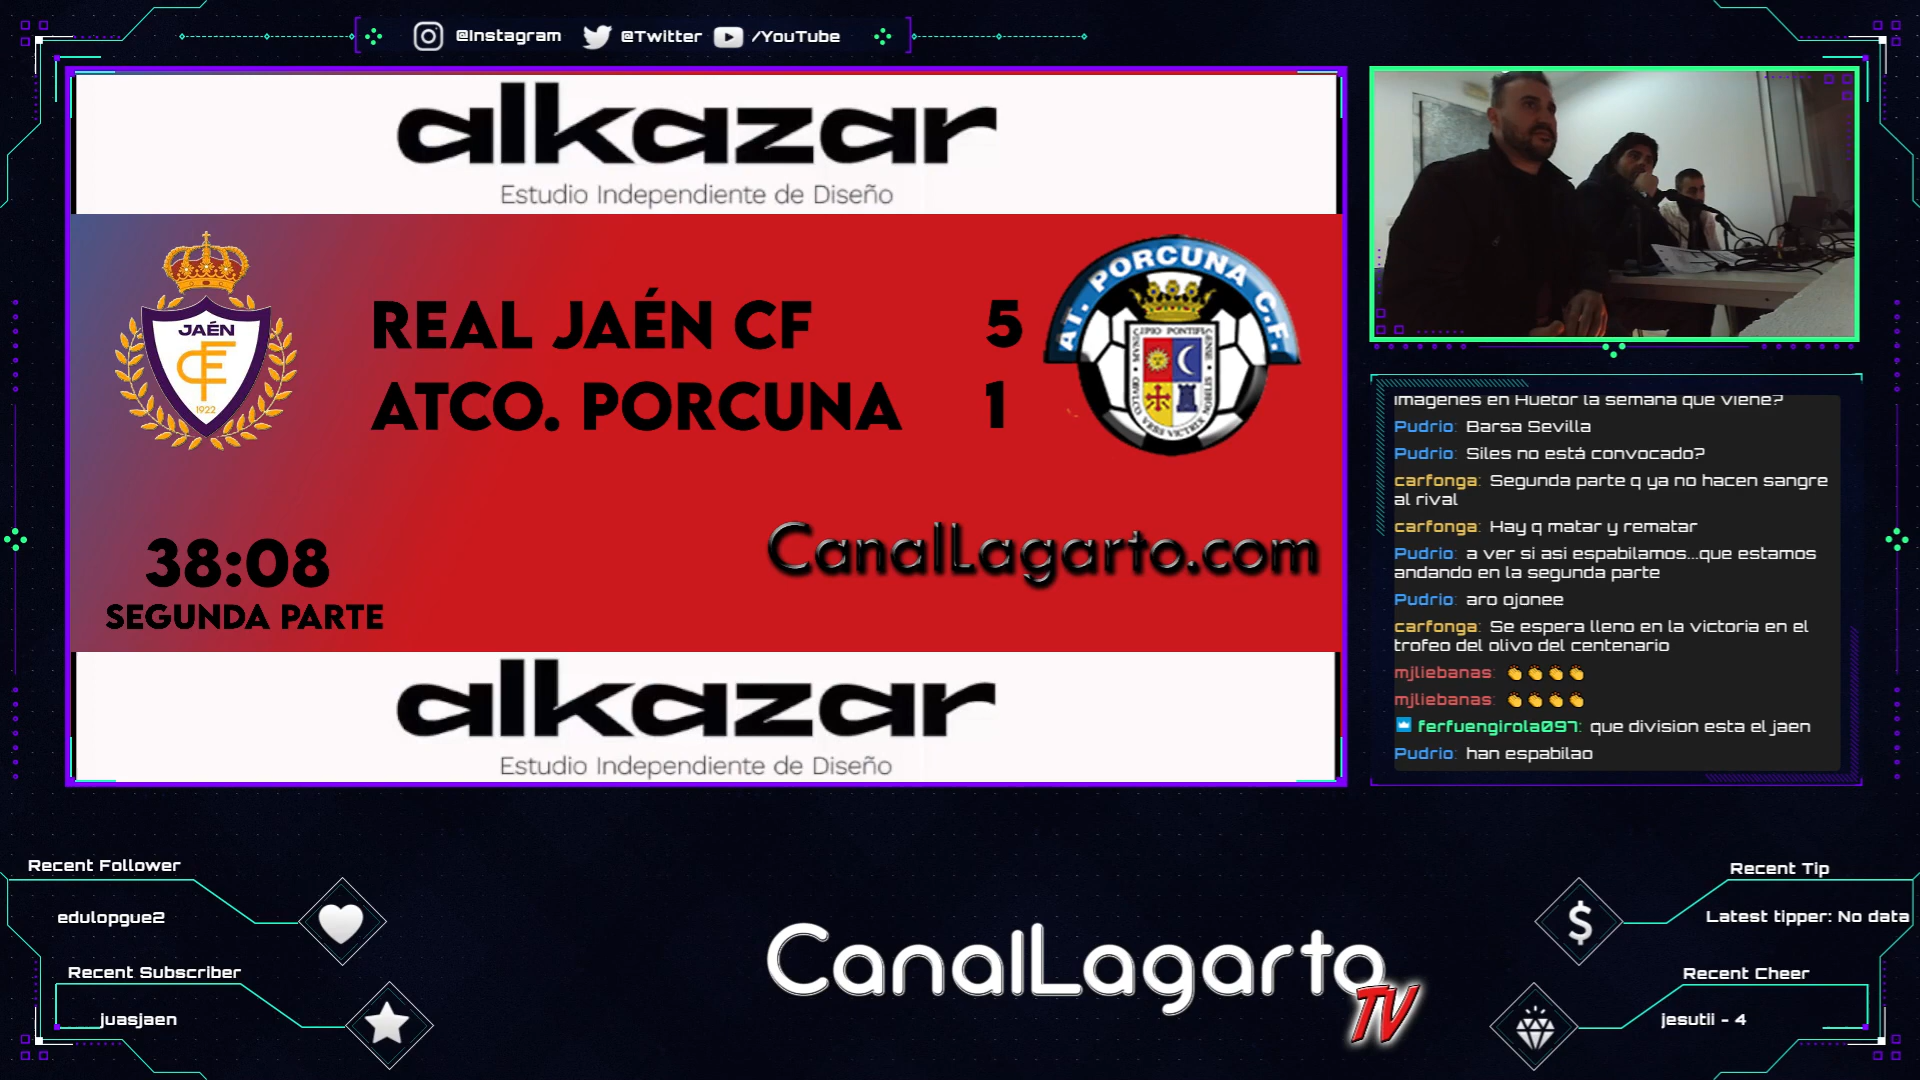 @Instagram
@Twitter
/YouTube
alkazar
Estudio Independiente de Diseño
JAÉN
CF
1922
REAL JAÉN CF 5
ATCO. PORCUNA 1
AT. PORCUNA C.F.
38:08
SEGUNDA PARTE
CanalLagarto.com
alkazar
Estudio Independiente de Diseño
imagenes en Huetor la semana que viene?
Pudrio: Barsa Sevilla
Pudrio: Siles no está convocado?
carfonga: Segunda parte q ya no hacen sangre
al rival
carfonga: Hay q matar y rematar
Pudrio: a ver si asi espabilamos...que estamos
andando en la segunda parte
Pudrio: aro ojonee
carfonga: Se espera lleno en la victoria en el
trofeo del olivo del centenario
mjliebanas: 👏 👏 👏 👏
mjliebanas: 👏 👏 👏 👏
ferfuengirola097: que division esta el jaen
Pudrio: han espabilao
Recent Follower
edulopgue2
Recent Subscriber
juasjaen
CanalLagarto
TV
Recent Tip
Latest tipper: No data
Recent Cheer
jesutii - 4